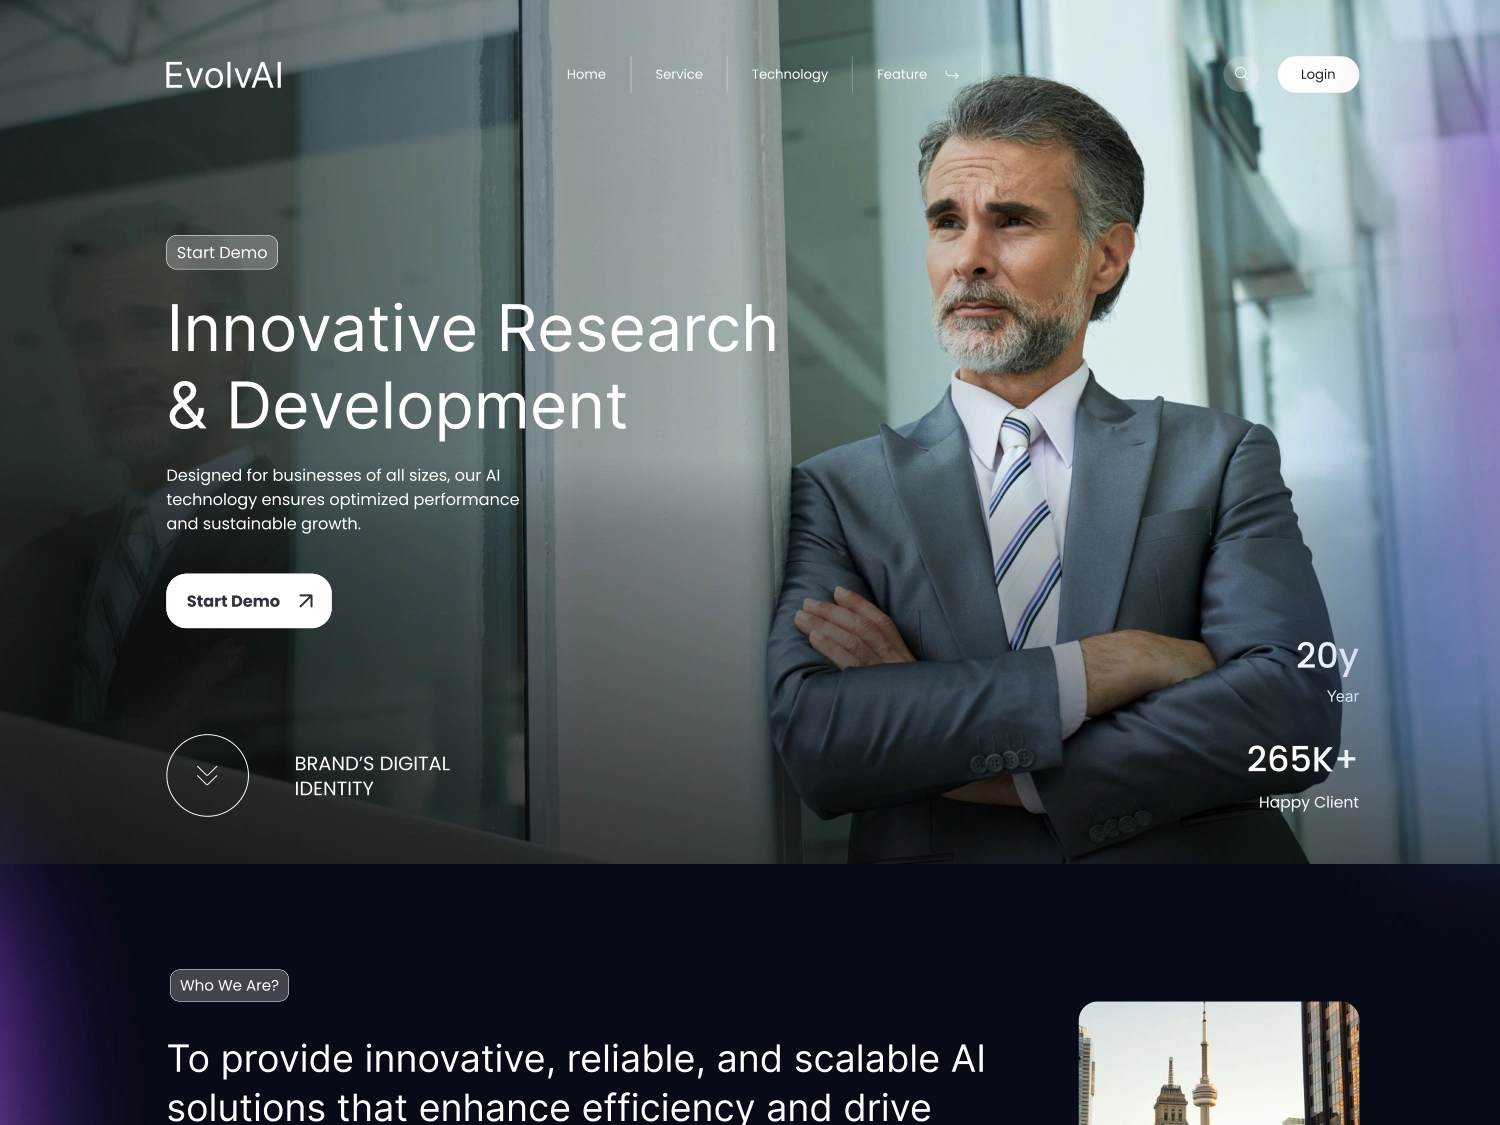 EvolvAI
Home
Service
Technology
Feature
Login
Start Demo
Innovative Research
& Development
Designed for businesses of all sizes, our AI
technology ensures optimized performance
and sustainable growth.
Start Demo
20y
Year
265K+
Happy Client
BRAND’S DIGITAL
IDENTITY
Who We Are?
To provide innovative, reliable, and scalable AI
solutions that enhance efficiency and drive